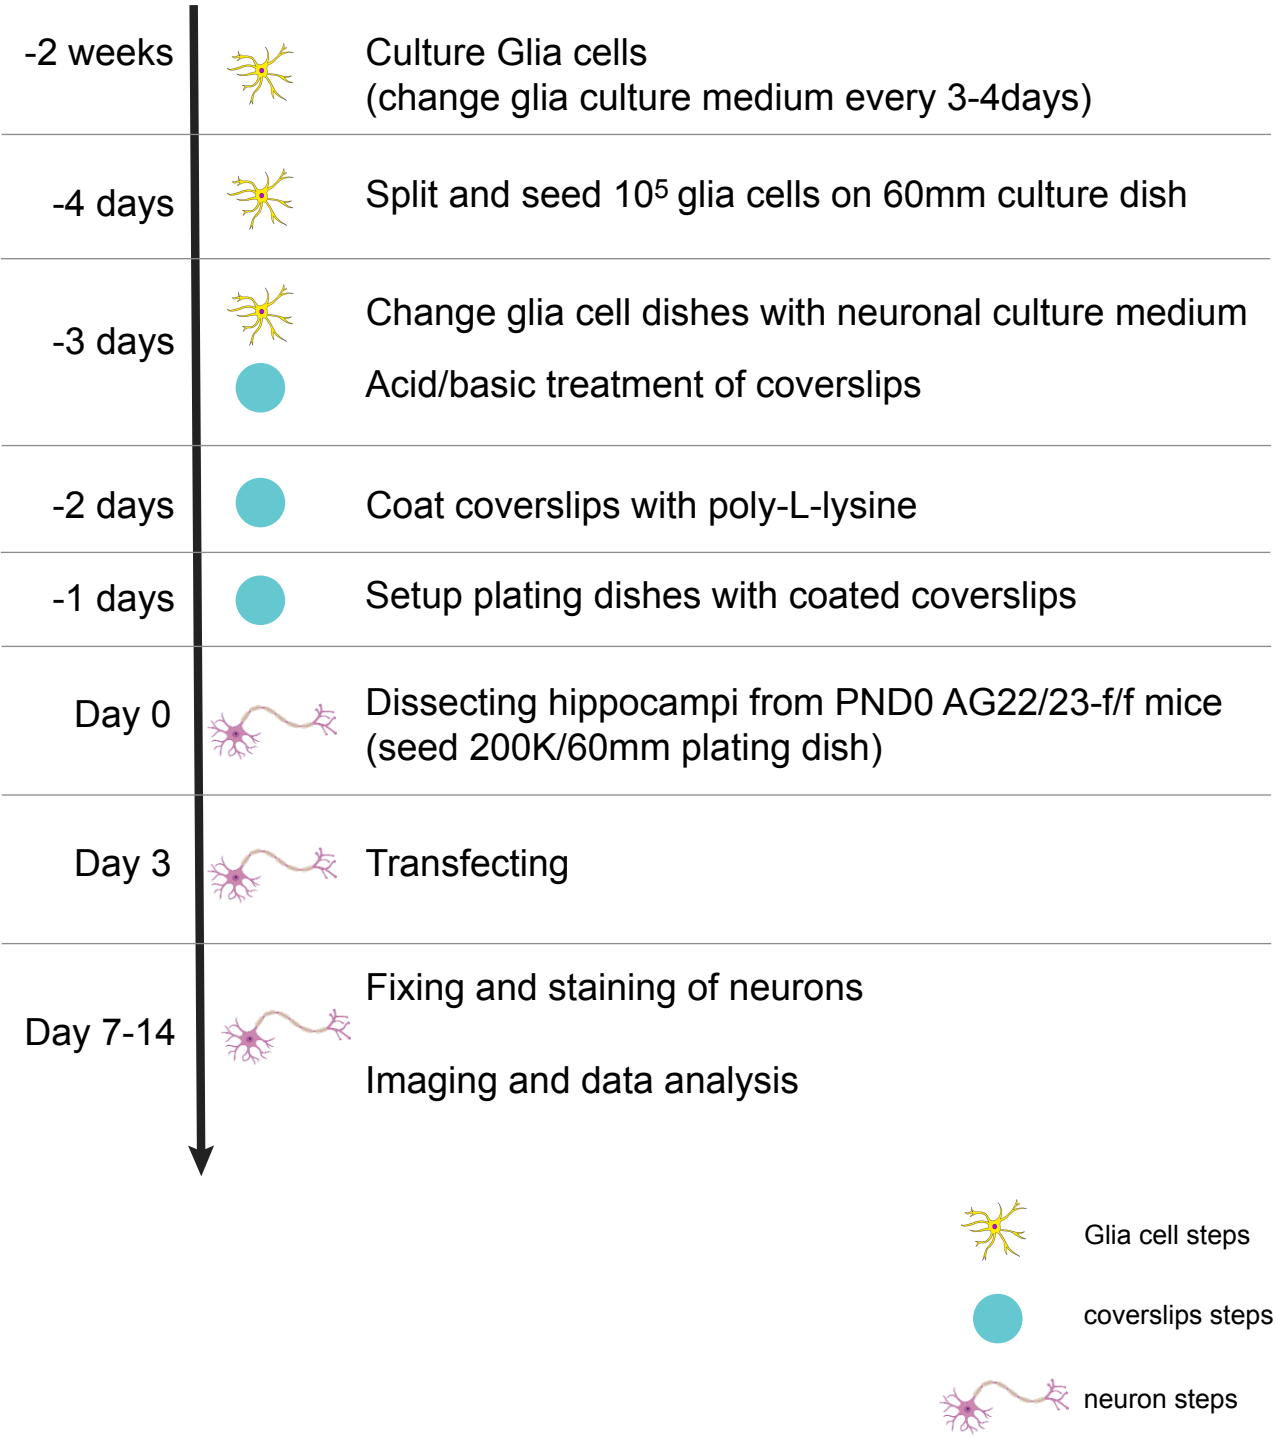 -2 weeks
Culture Glia cells
(change glia culture medium every 3-4days)
-4 days
Split and seed 10⁵ glia cells on 60mm culture dish
-3 days
Change glia cell dishes with neuronal culture medium
Acid/basic treatment of coverslips
-2 days
Coat coverslips with poly-L-lysine
-1 days
Setup plating dishes with coated coverslips
Day 0
Dissecting hippocampi from PND0 AG22/23-f/f mice
(seed 200K/60mm plating dish)
Day 3
Transfecting
Day 7-14
Fixing and staining of neurons
Imaging and data analysis
Glia cell steps
coverslips steps
neuron steps